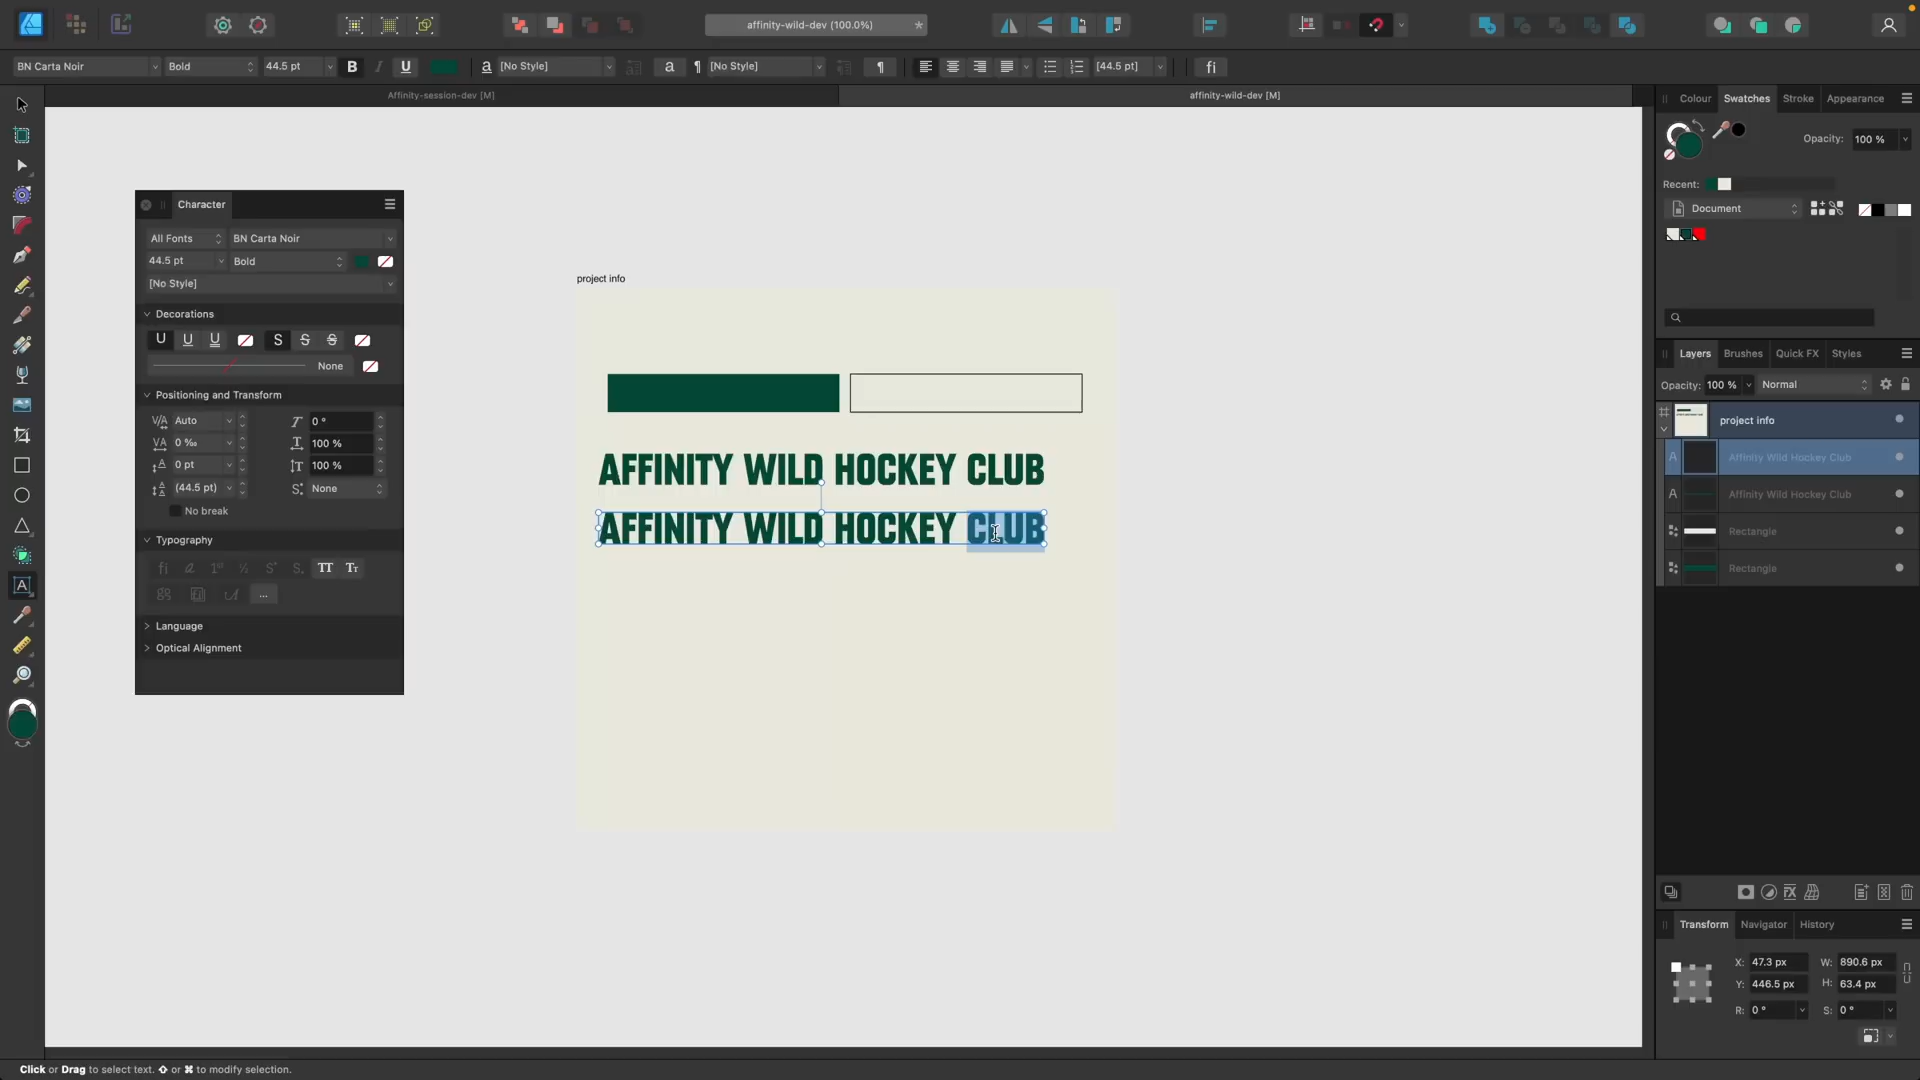 affinity-wild-dev (100.0%) *
BN Carta Noir Bold 44.5 pt B I U a [No Style] a ¶ [No Style] ¶ [44.5 pt] fi
Affinity-session-dev [M] affinity-wild-dev [M]
Colour Swatches Stroke Appearance
Opacity: 100 %
Recent:
Document
Character
All Fonts BN Carta Noir
44.5 pt Bold
[No Style]
Decorations
U U U S S S
None
Positioning and Transform
Auto 0 °
0 ‰ 100 %
0 pt 100 %
(44.5 pt) None
No break
Typography
TT Tт
...
Language
Optical Alignment
project info
AFFINITY WILD HOCKEY CLUB
AFFINITY WILD HOCKEY CLUB
Layers Brushes Quick FX Styles
Opacity: 100 % Normal
project info
Affinity Wild Hockey Club
Affinity Wild Hockey Club
Rectangle
Rectangle
Transform Navigator History
X: 47.3 px W: 890.6 px
Y: 446.5 px H: 63.4 px
R: 0 ° S: 0 °
Click or Drag to select text. ⇧ or ⌘ to modify selection.